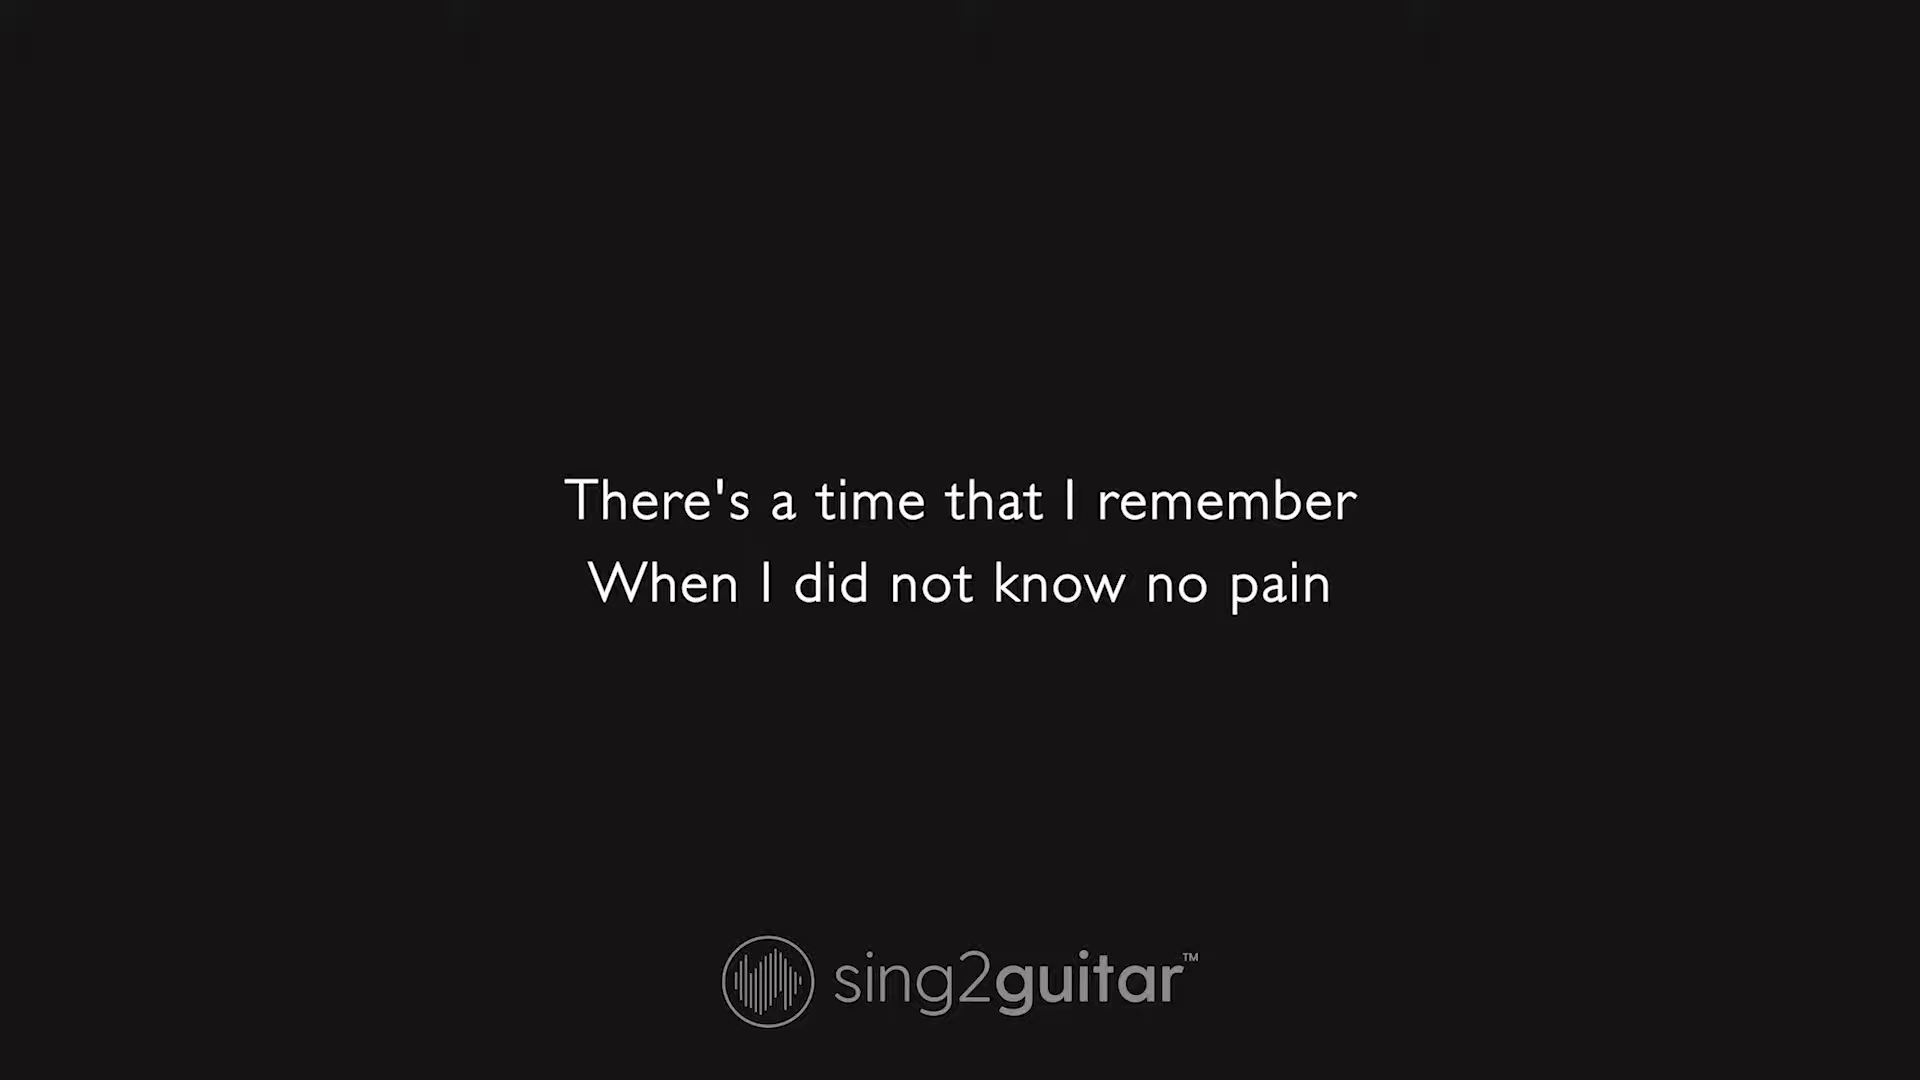 There's a time that I remember
When I did not know no pain
sing2guitar™